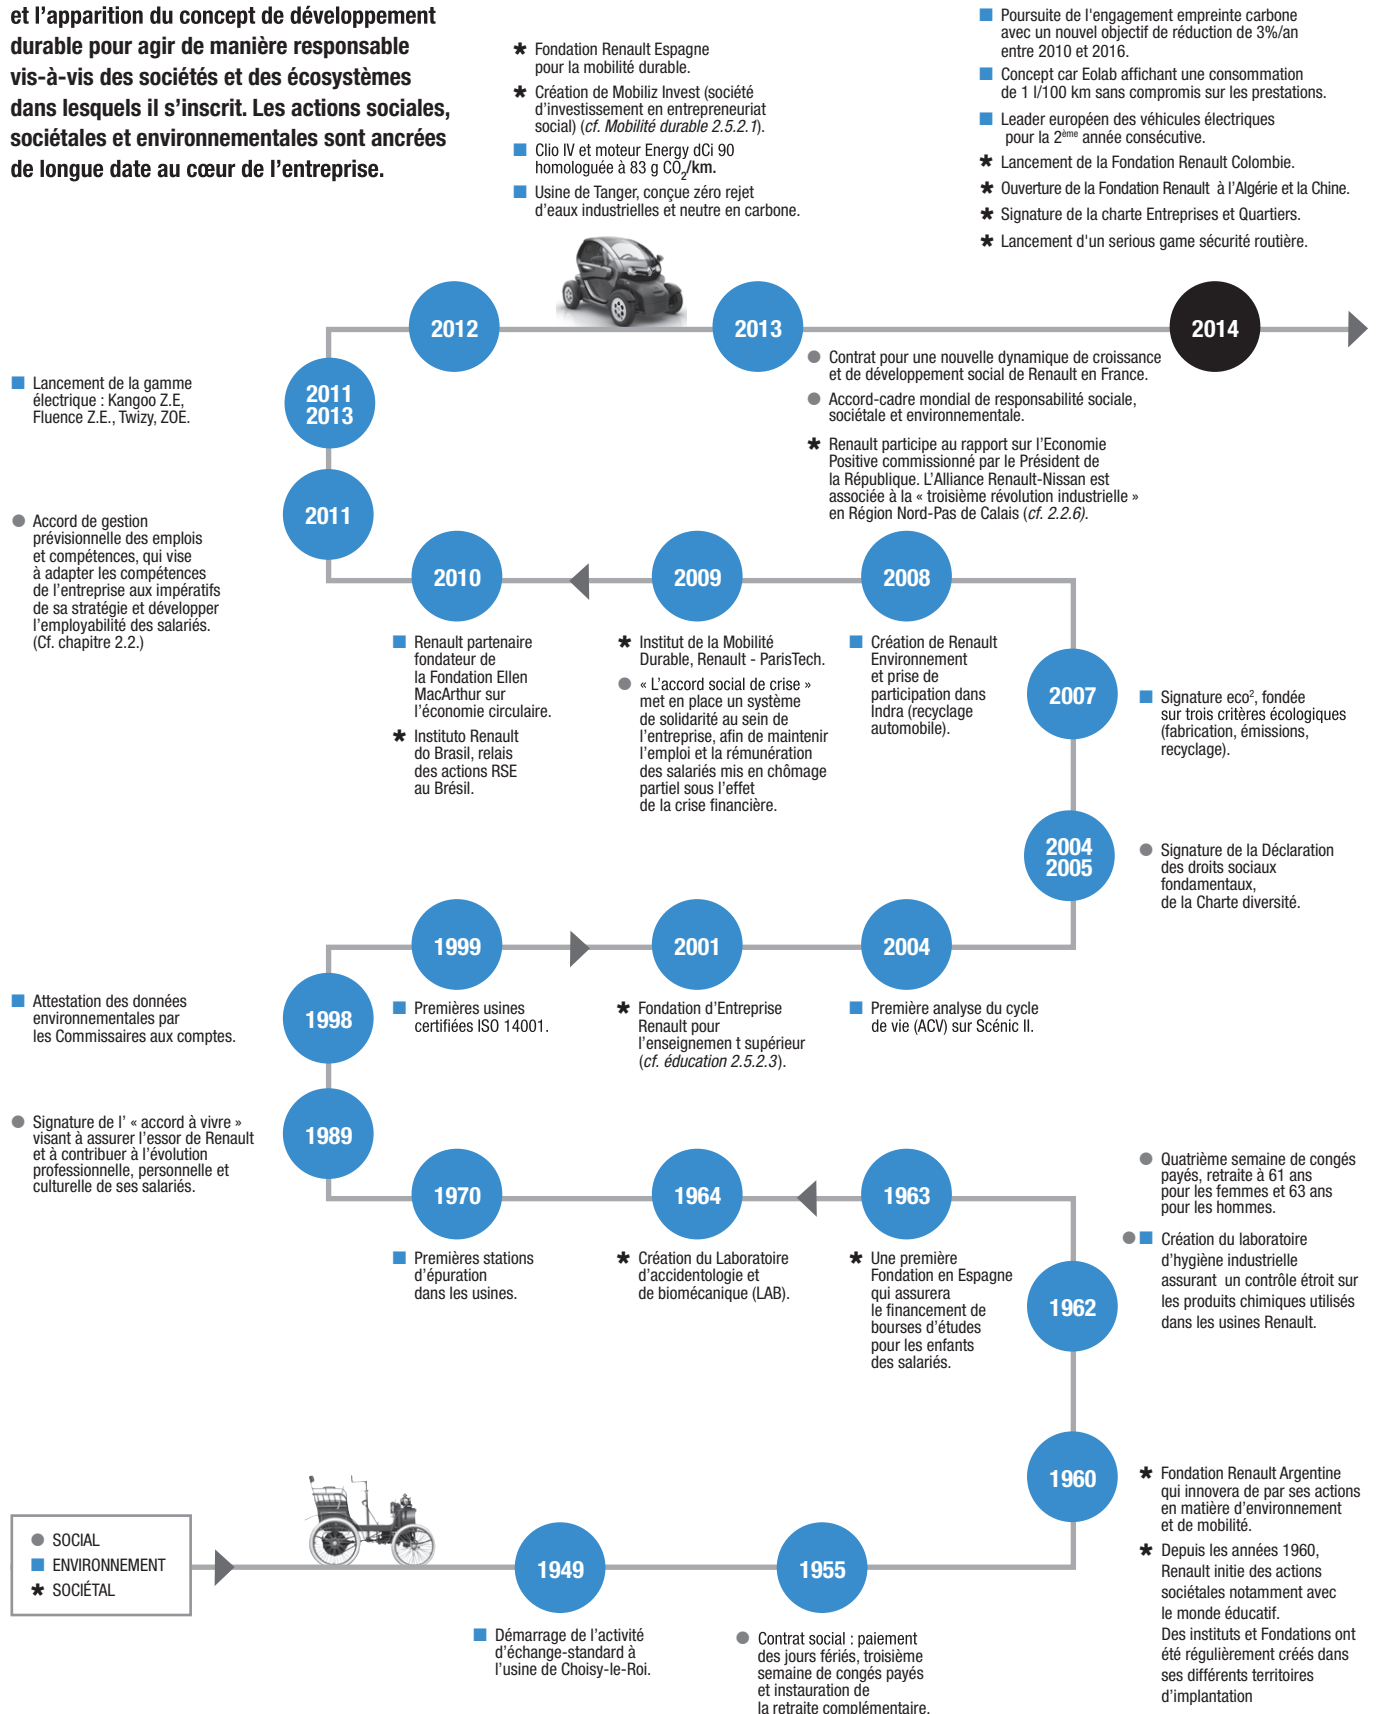 et l’apparition du concept de développement
durable pour agir de manière responsable
vis-à-vis des sociétés et des écosystèmes
dans lesquels il s’inscrit. Les actions sociales,
sociétales et environnementales sont ancrées
de longue date au cœur de l’entreprise.
✱ Fondation Renault Espagne
pour la mobilité durable.
✱ Création de Mobiliz Invest (société
d’investissement en entrepreneuriat
social) (cf. Mobilité durable 2.5.2.1).
■ Clio IV et moteur Energy dCi 90
homologuée à 83 g CO₂/km.
■ Usine de Tanger, conçue zéro rejet
d’eaux industrielles et neutre en carbone.
■ Poursuite de l'engagement empreinte carbone
avec un nouvel objectif de réduction de 3%/an
entre 2010 et 2016.
■ Concept car Eolab affichant une consommation
de 1 l/100 km sans compromis sur les prestations.
■ Leader européen des véhicules électriques
pour la 2ème année consécutive.
✱ Lancement de la Fondation Renault Colombie.
✱ Ouverture de la Fondation Renault à l’Algérie et la Chine.
✱ Signature de la charte Entreprises et Quartiers.
✱ Lancement d'un serious game sécurité routière.
2012
2013
2014
■ Lancement de la gamme
électrique : Kangoo Z.E,
Fluence Z.E., Twizy, ZOE.
2011
2013
● Contrat pour une nouvelle dynamique de croissance
et de développement social de Renault en France.
● Accord-cadre mondial de responsabilité sociale,
sociétale et environnementale.
✱ Renault participe au rapport sur l’Economie
Positive commissionné par le Président de
la République. L’Alliance Renault-Nissan est
associée à la « troisième révolution industrielle »
en Région Nord-Pas de Calais (cf. 2.2.6).
● Accord de gestion
prévisionnelle des emplois
et compétences, qui vise
à adapter les compétences
de l’entreprise aux impératifs
de sa stratégie et développer
l’employabilité des salariés.
(Cf. chapitre 2.2.)
2011
2010
2009
2008
■ Renault partenaire
fondateur de
la Fondation Ellen
MacArthur sur
l’économie circulaire.
✱ Instituto Renault
do Brasil, relais
des actions RSE
au Brésil.
✱ Institut de la Mobilité
Durable, Renault - ParisTech.
● « L’accord social de crise »
met en place un système
de solidarité au sein de
l’entreprise, afin de maintenir
l’emploi et la rémunération
des salariés mis en chômage
partiel sous l’effet
de la crise financière.
■ Création de Renault
Environnement
et prise de
participation dans
Indra (recyclage
automobile).
2007
■ Signature eco², fondée
sur trois critères écologiques
(fabrication, émissions,
recyclage).
2004
2005
● Signature de la Déclaration
des droits sociaux
fondamentaux,
de la Charte diversité.
1999
2001
2004
■ Attestation des données
environnementales par
les Commissaires aux comptes.
1998
■ Premières usines
certifiées ISO 14001.
✱ Fondation d’Entreprise
Renault pour
l’enseignemen t supérieur
(cf. éducation 2.5.2.3).
■ Première analyse du cycle
de vie (ACV) sur Scénic II.
● Signature de l’ « accord à vivre »
visant à assurer l’essor de Renault
et à contribuer à l’évolution
professionnelle, personnelle et
culturelle de ses salariés.
1989
1970
1964
1963
● Quatrième semaine de congés
payés, retraite à 61 ans
pour les femmes et 63 ans
pour les hommes.
● ■ Création du laboratoire
d’hygiène industrielle
assurant un contrôle étroit sur
les produits chimiques utilisés
dans les usines Renault.
■ Premières stations
d’épuration
dans les usines.
✱ Création du Laboratoire
d’accidentologie et
de biomécanique (LAB).
✱ Une première
Fondation en Espagne
qui assurera
le financement de
bourses d’études
pour les enfants
des salariés.
1962
1960
✱ Fondation Renault Argentine
qui innovera de par ses actions
en matière d’environnement
et de mobilité.
✱ Depuis les années 1960,
Renault initie des actions
sociétales notamment avec
le monde éducatif.
Des instituts et Fondations ont
été régulièrement créés dans
ses différents territoires
d’implantation
● SOCIAL
■ ENVIRONNEMENT
✱ SOCIÉTAL
1949
1955
■ Démarrage de l’activité
d’échange-standard à
l’usine de Choisy-le-Roi.
● Contrat social : paiement
des jours fériés, troisième
semaine de congés payés
et instauration de
la retraite complémentaire.